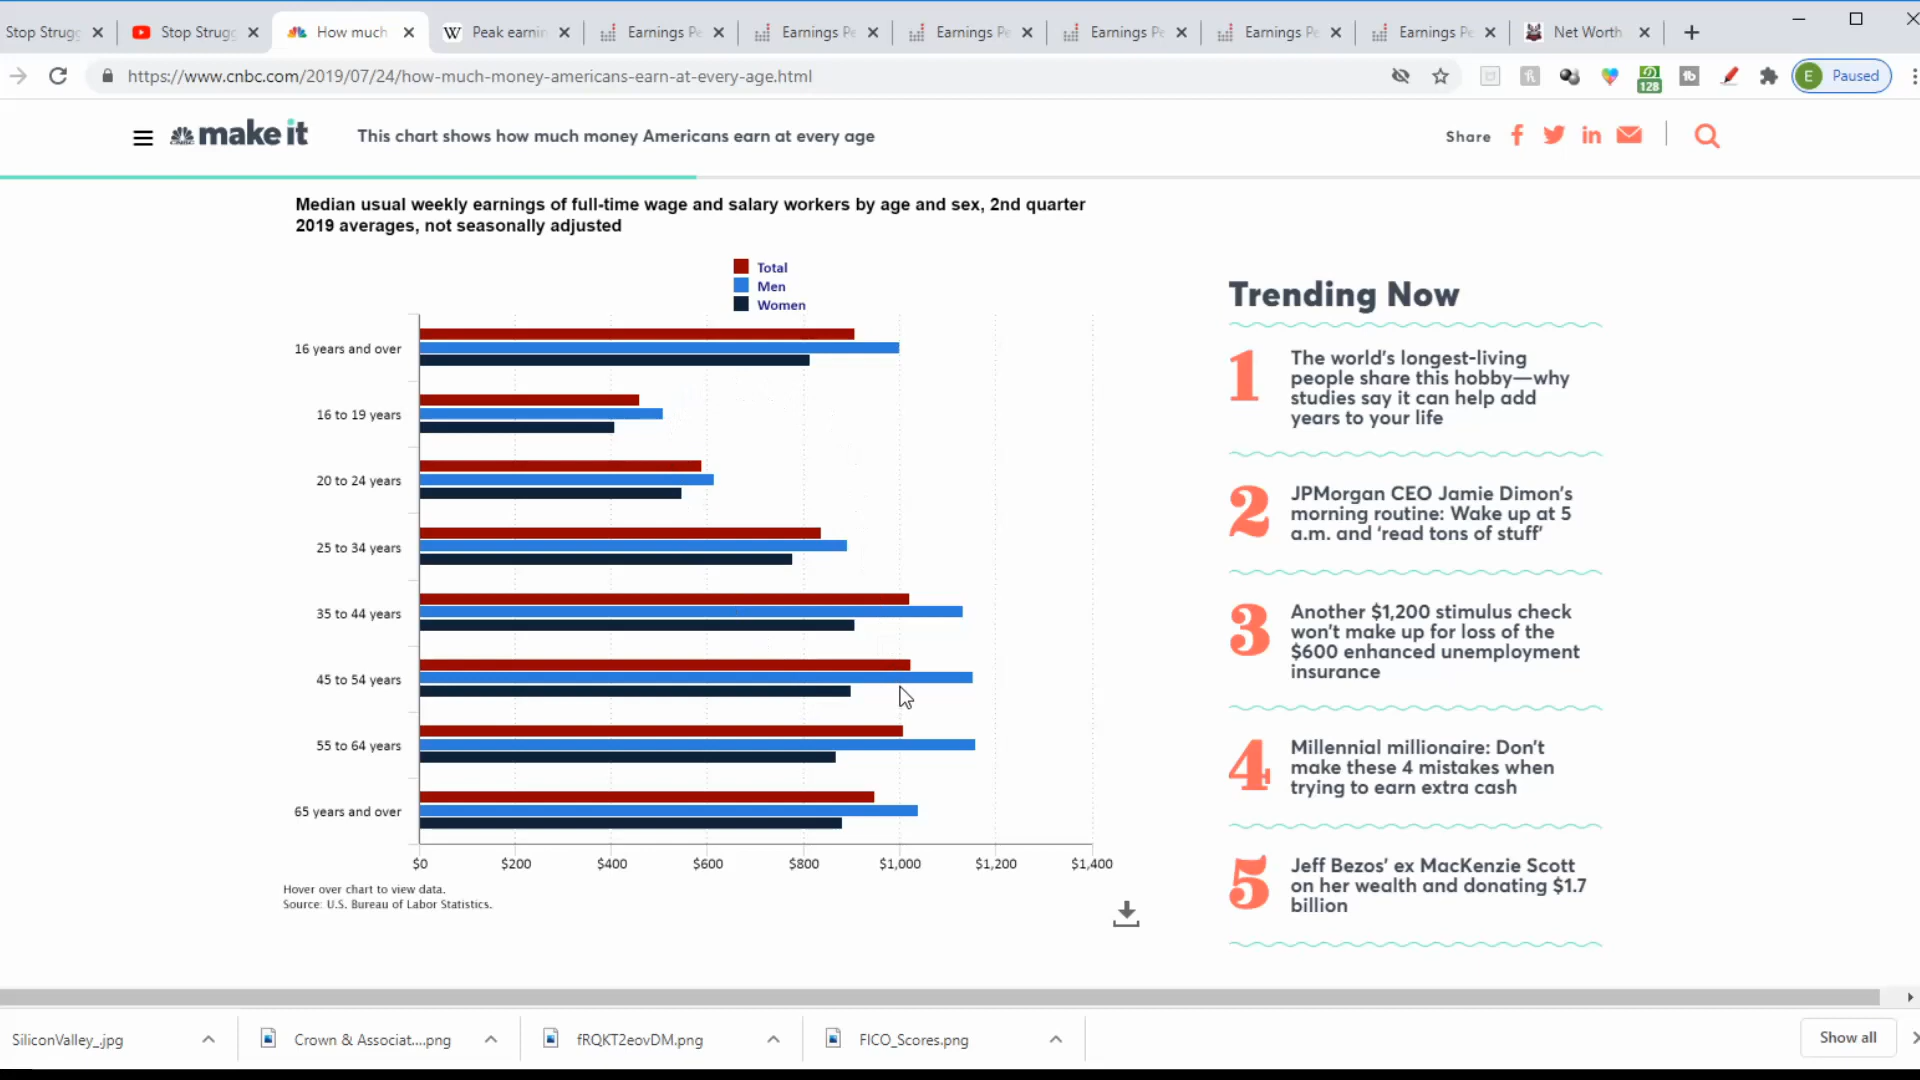 Stop Strugg
Stop Strugg
How much
Peak earnin
Earnings Pe
Earnings Pe
Earnings Pe
Earnings Pe
Earnings Pe
Earnings Pe
Net Worth
https://www.cnbc.com/2019/07/24/how-much-money-americans-earn-at-every-age.html
128
E
Paused
make it
This chart shows how much money Americans earn at every age
Share
Median usual weekly earnings of full-time wage and salary workers by age and sex, 2nd quarter
2019 averages, not seasonally adjusted
Total
Men
Women
16 years and over
16 to 19 years
20 to 24 years
25 to 34 years
35 to 44 years
45 to 54 years
55 to 64 years
65 years and over
$0 $200 $400 $600 $800 $1,000 $1,200 $1,400
Hover over chart to view data.
Source: U.S. Bureau of Labor Statistics.
Trending Now
1
The world's longest-living
people share this hobby—why
studies say it can help add
years to your life
2
JPMorgan CEO Jamie Dimon's
morning routine: Wake up at 5
a.m. and 'read tons of stuff'
3
Another $1,200 stimulus check
won't make up for loss of the
$600 enhanced unemployment
insurance
4
Millennial millionaire: Don't
make these 4 mistakes when
trying to earn extra cash
5
Jeff Bezos' ex MacKenzie Scott
on her wealth and donating $1.7
billion
SiliconValley_.jpg
Crown & Associat....png
fRQKT2eovDM.png
FICO_Scores.png
Show all